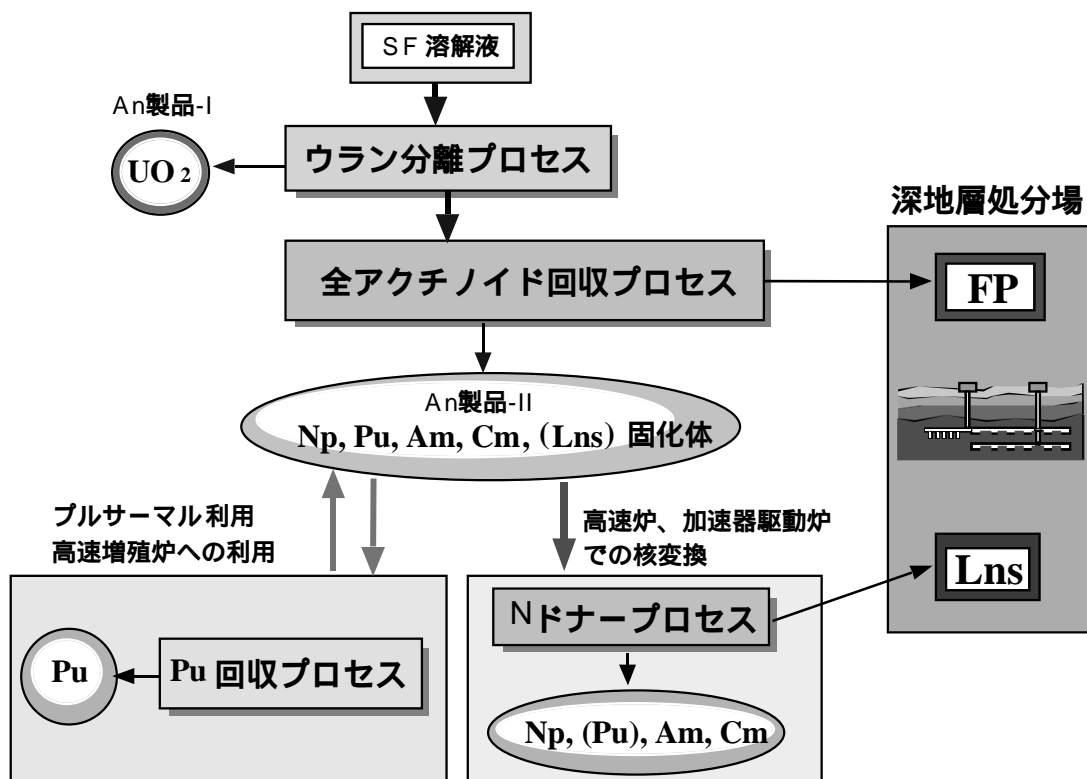 SF 溶解液
An製品-I
UO2
ウラン分離プロセス
深地層処分場
全アクチノイド回収プロセス
FP
An製品-II
Np, Pu, Am, Cm, (Lns) 固化体
プルサーマル利用
高速増殖炉への利用
高速炉、加速器駆動炉
での核変換
Lns
Nドナープロセス
Pu
Pu 回収プロセス
Np, (Pu), Am, Cm